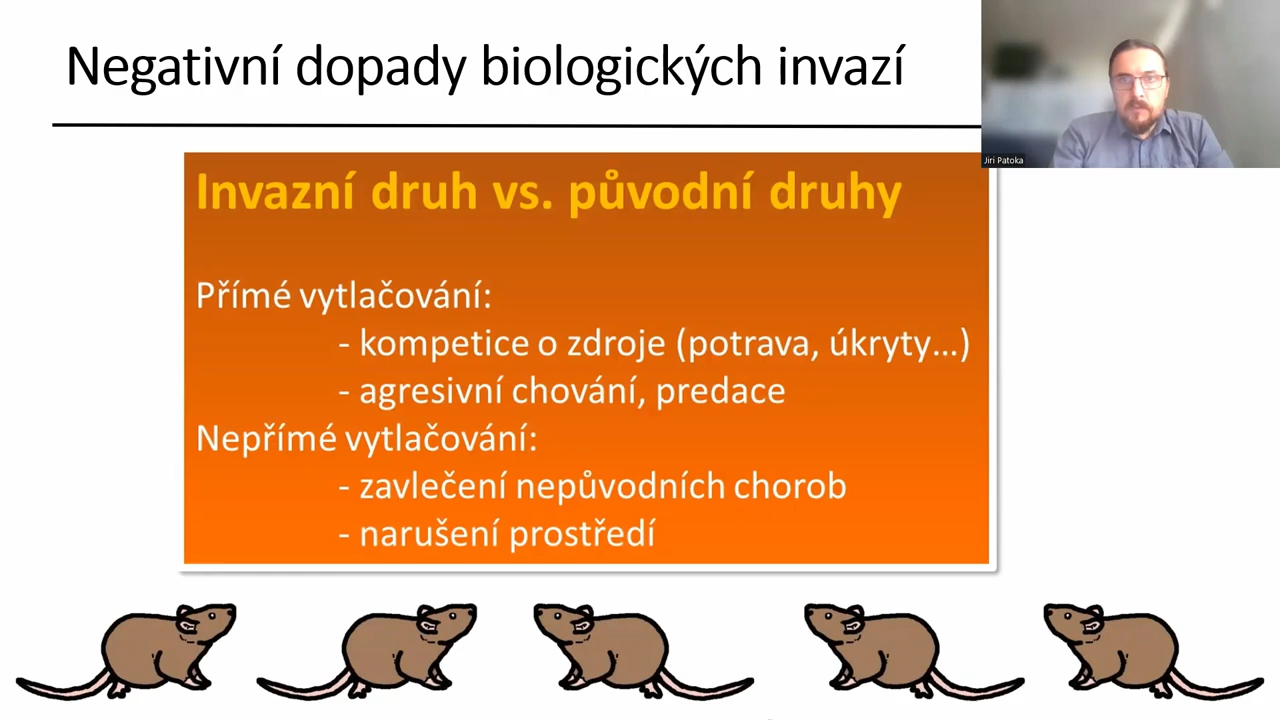 Negativní dopady biologických invazí
Jiri Patoka
Invazní druh vs. původní druhy
Přímé vytlačování:
- kompetice o zdroje (potrava, úkryty…)
- agresivní chování, predace
Nepřímé vytlačování:
- zavlečení nepůvodních chorob
- narušení prostředí